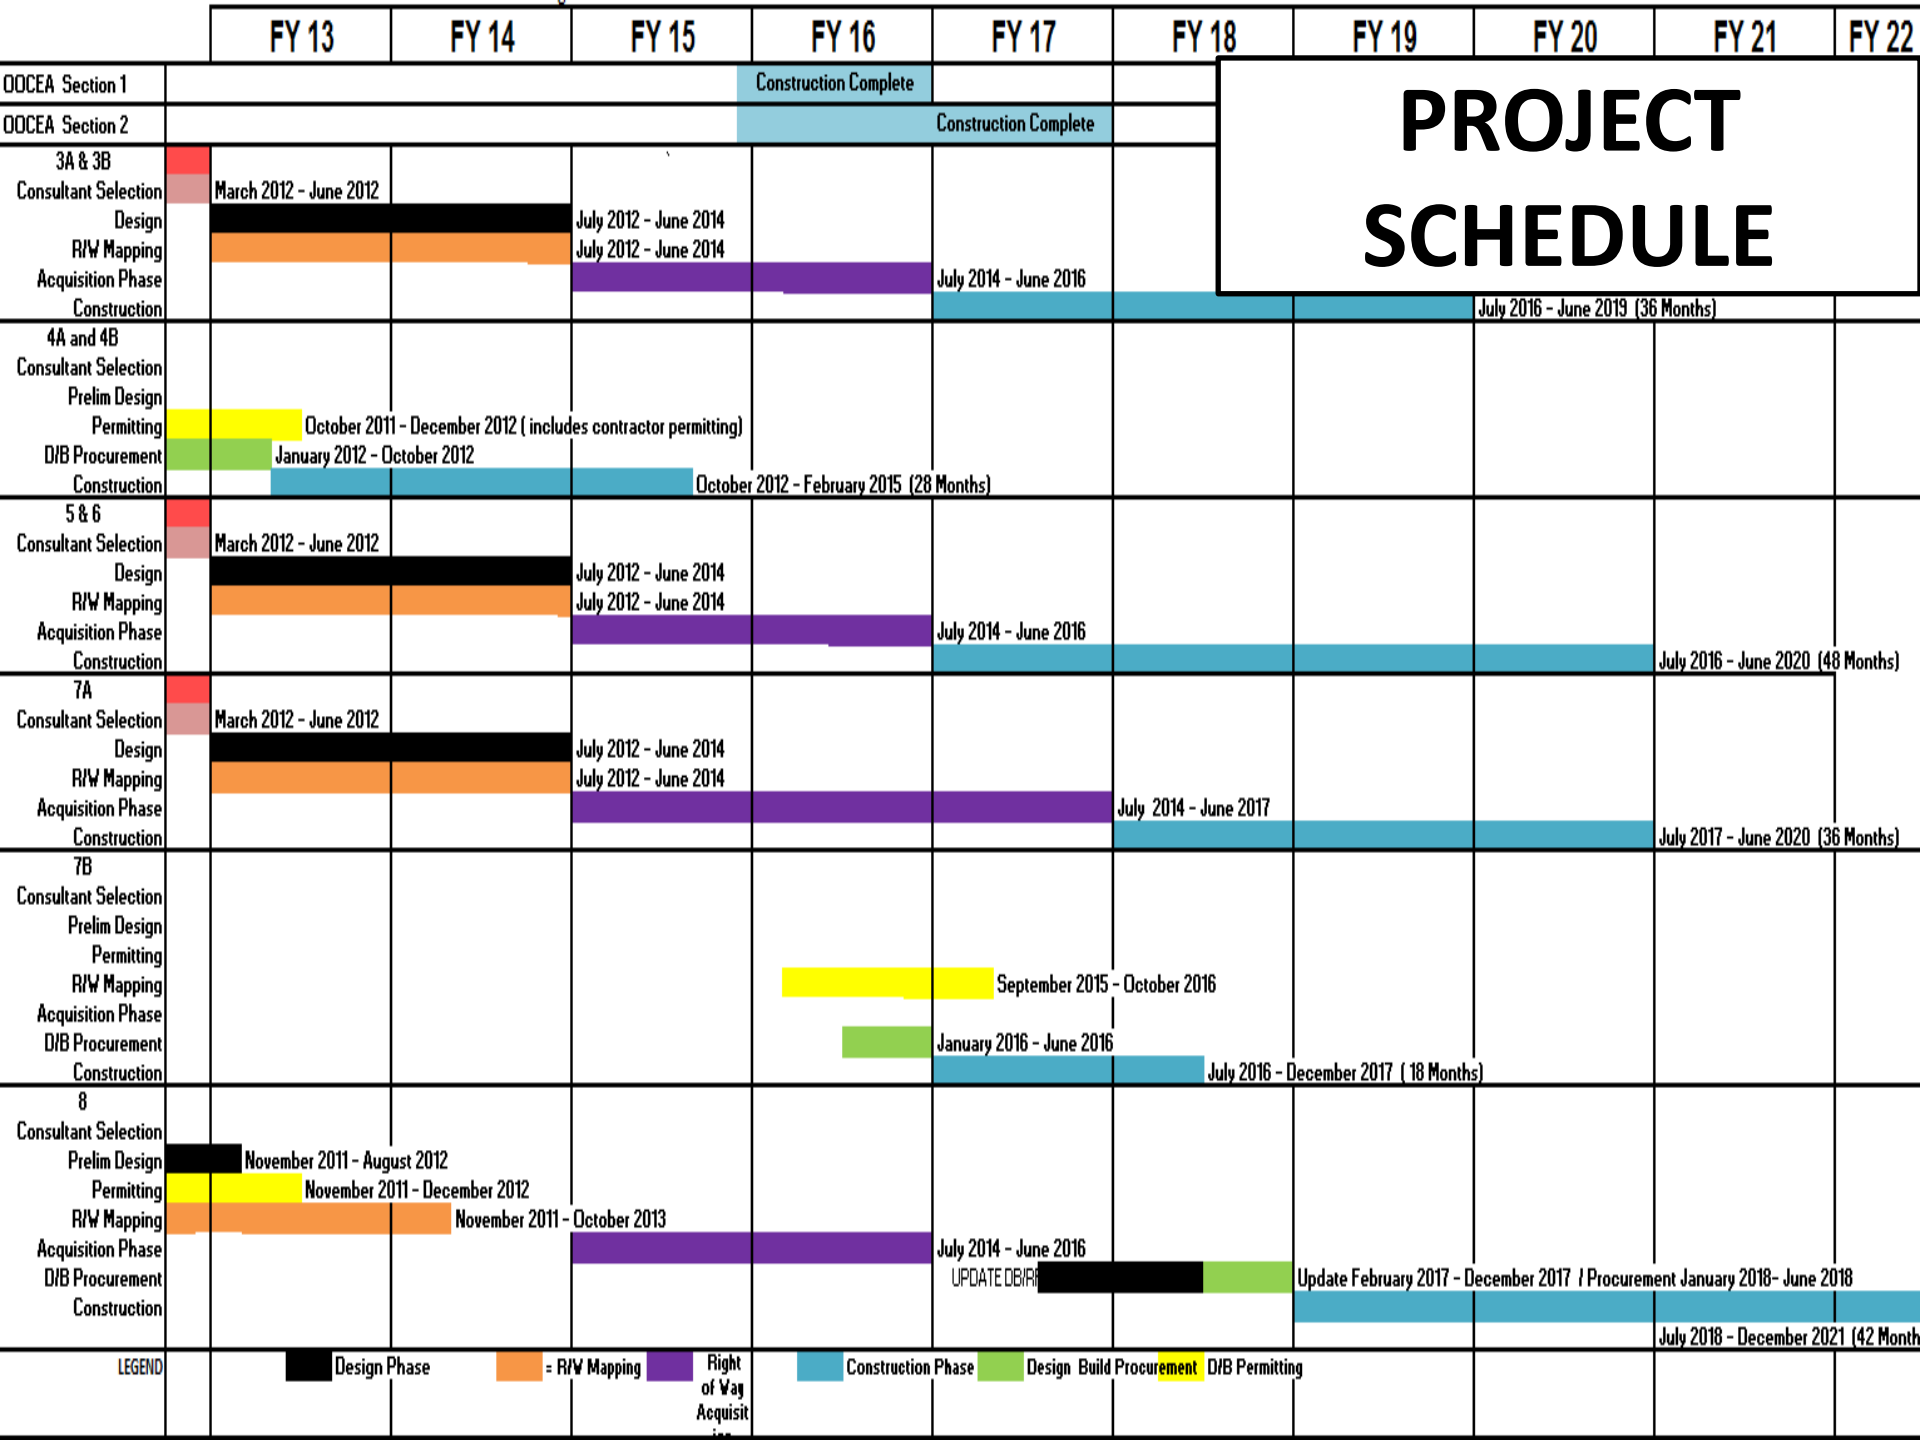 FY 13 FY 14 FY 15 FY 16 FY 17 FY 18 FY 19 FY 20 FY 21 FY 22
PROJECT
SCHEDULE
OOCEA Section 1 Construction Complete
OOCEA Section 2 Construction Complete
3A & 3B
Consultant Selection March 2012 - June 2012
Design July 2012 - June 2014
R/W Mapping July 2012 - June 2014
Acquisition Phase July 2014 - June 2016
Construction July 2016 - June 2019 (36 Months)
4A and 4B
Consultant Selection
Prelim Design
Permitting October 2011 - December 2012 ( includes contractor permitting)
D/B Procurement January 2012 - October 2012
Construction October 2012 - February 2015 (28 Months)
5 & 6
Consultant Selection March 2012 - June 2012
Design July 2012 - June 2014
R/W Mapping July 2012 - June 2014
Acquisition Phase July 2014 - June 2016
Construction July 2016 - June 2020 (48 Months)
7A
Consultant Selection March 2012 - June 2012
Design July 2012 - June 2014
R/W Mapping July 2012 - June 2014
Acquisition Phase July 2014 - June 2017
Construction July 2017 - June 2020 (36 Months)
7B
Consultant Selection
Prelim Design
Permitting
R/W Mapping September 2015 - October 2016
Acquisition Phase
D/B Procurement January 2016 - June 2016
Construction July 2016 - December 2017 ( 18 Months)
8
Consultant Selection
Prelim Design November 2011 - August 2012
Permitting November 2011 - December 2012
R/W Mapping November 2011 - October 2013
Acquisition Phase July 2014 - June 2016
D/B Procurement UPDATE DB/R Update February 2017 - December 2017 / Procurement January 2018- June 2018
Construction
July 2018 - December 2021 (42 Month
LEGEND Design Phase = R/W Mapping Right Construction Phase Design Build Procurement D/B Permitting
of Way
Acquisit